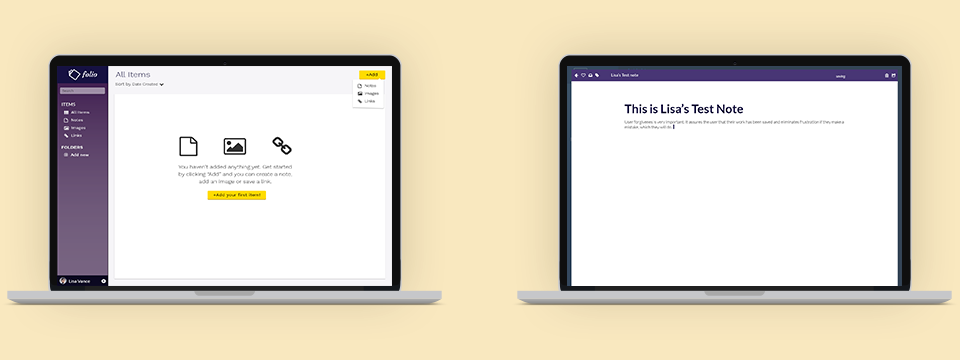 folio
Search
ITEMS
All Items
Notes
Images
Links
FOLDERS
Add new
Lisa Vance
All Items
Sort by Date Created
+Add
Notes
Images
Links
You haven't added anything yet. Get started
by clicking "Add" and you can create a note,
add an image or save a link.
+Add your first item!
Lisa's Test note
saving
This is Lisa's Test Note
User forgiveness is very important. It assures the user that their work has been saved and eliminates frustration if they make a
mistake, which they will do.